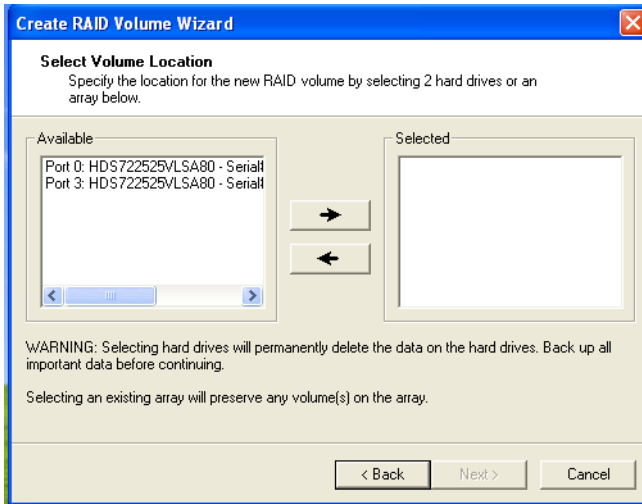 Create RAID Volume Wizard
Select Volume Location
Specify the location for the new RAID volume by selecting 2 hard drives or an
array below.
Available
Selected
Port 0: HDS722525VLSA80 - Serial
Port 3: HDS722525VLSA80 - Serial
WARNING: Selecting hard drives will permanently delete the data on the hard drives. Back up all
important data before continuing.
Selecting an existing array will preserve any volume(s) on the array.
< Back
Next >
Cancel